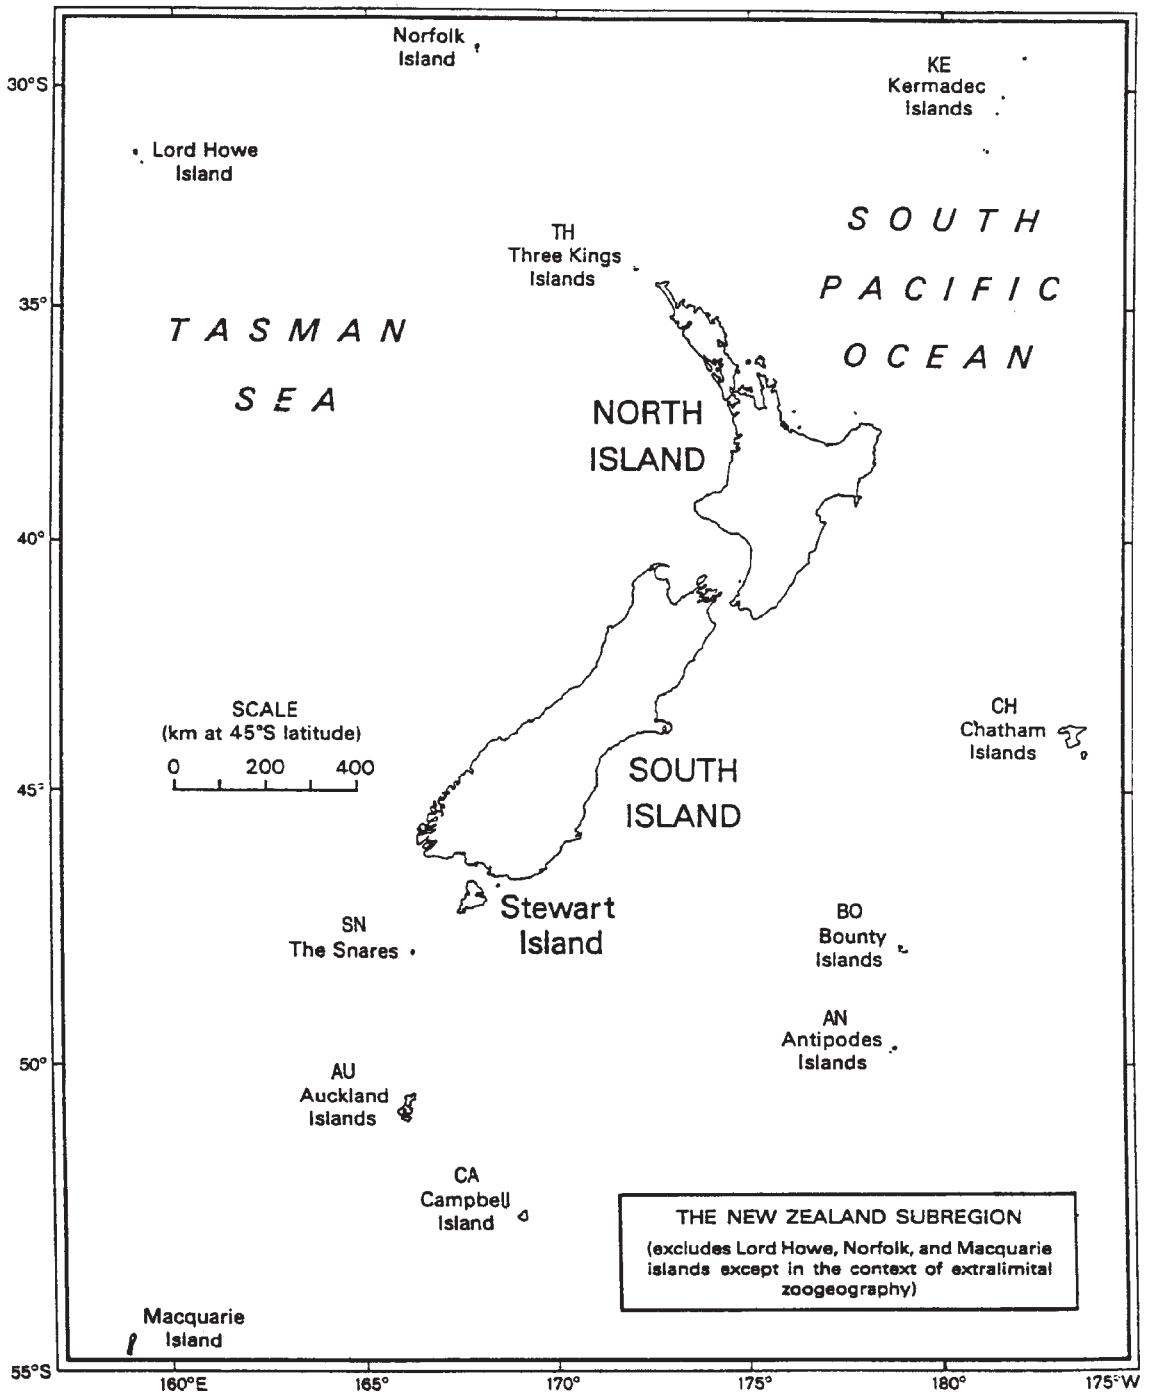 Norfolk
Island
KE
Kermadec
Islands
30°S
Lord Howe
Island
SOUTH
PACIFIC
OCEAN
TH
Three Kings
Islands
35°
TASMAN
SEA
NORTH
ISLAND
40°
SCALE
(km at 45°S latitude)
0 200 400
CH
Chatham
Islands
45°
SOUTH
ISLAND
Stewart
Island
SN
The Snares
BO
Bounty
Islands
AN
Antipodes
Islands
50°
AU
Auckland
Islands
CA
Campbell
Island
THE NEW ZEALAND SUBREGION
(excludes Lord Howe, Norfolk, and Macquarie
islands except in the context of extralimital
zoogeography)
Macquarie
Island
55°S
160°E 165° 170° 175° 180° 175°W